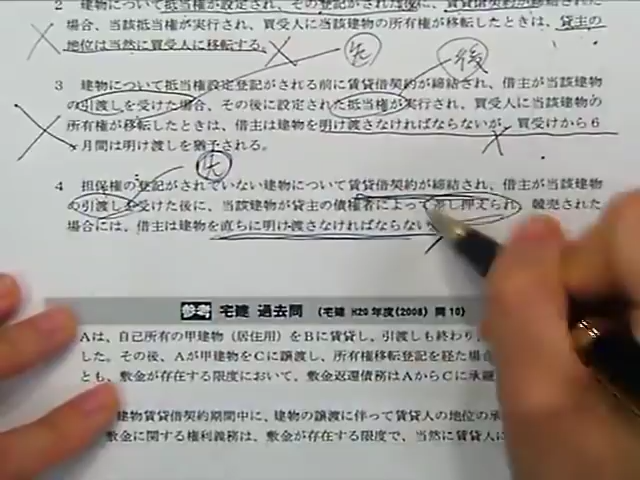 2 建物について抵当権が設定され、その登記がされた後に、賃貸借契約が締結された
場合、当該抵当権が実行され、買受人に当該建物の所有権が移転したときは、貸主の
地位は当然に買受人に移転する。
先
後
3 建物について抵当権設定登記がされる前に賃貸借契約が締結され、借主が当該建物
の引渡しを受けた場合、その後に設定された抵当権が実行され、買受人に当該建物の
所有権が移転したときは、借主は建物を明け渡さなければならないが、買受けから6
月間は明け渡しを猶予される。
先
4 担保権の登記がされていない建物について賃貸借契約が締結され、借主が当該建物
の引渡しを受けた後に、当該建物が貸主の債権者によって差し押えられ、競売された
場合には、借主は建物を直ちに明け渡さなければならない
参考 宅建 過去問 (宅建 H20年度(2008) 問10)
Aは、自己所有の甲建物(居住用)をBに賃貸し、引渡しも終わり、
した。その後、Aが甲建物をCに譲渡し、所有権移転登記を経た場合
とも、敷金が存在する限度において、敷金返還債務はAからCに承継
建物賃貸借契約期間中に、建物の譲渡に伴って賃貸人の地位の承
敷金に関する権利義務は、敷金が存在する限度で、当然に賃貸人に